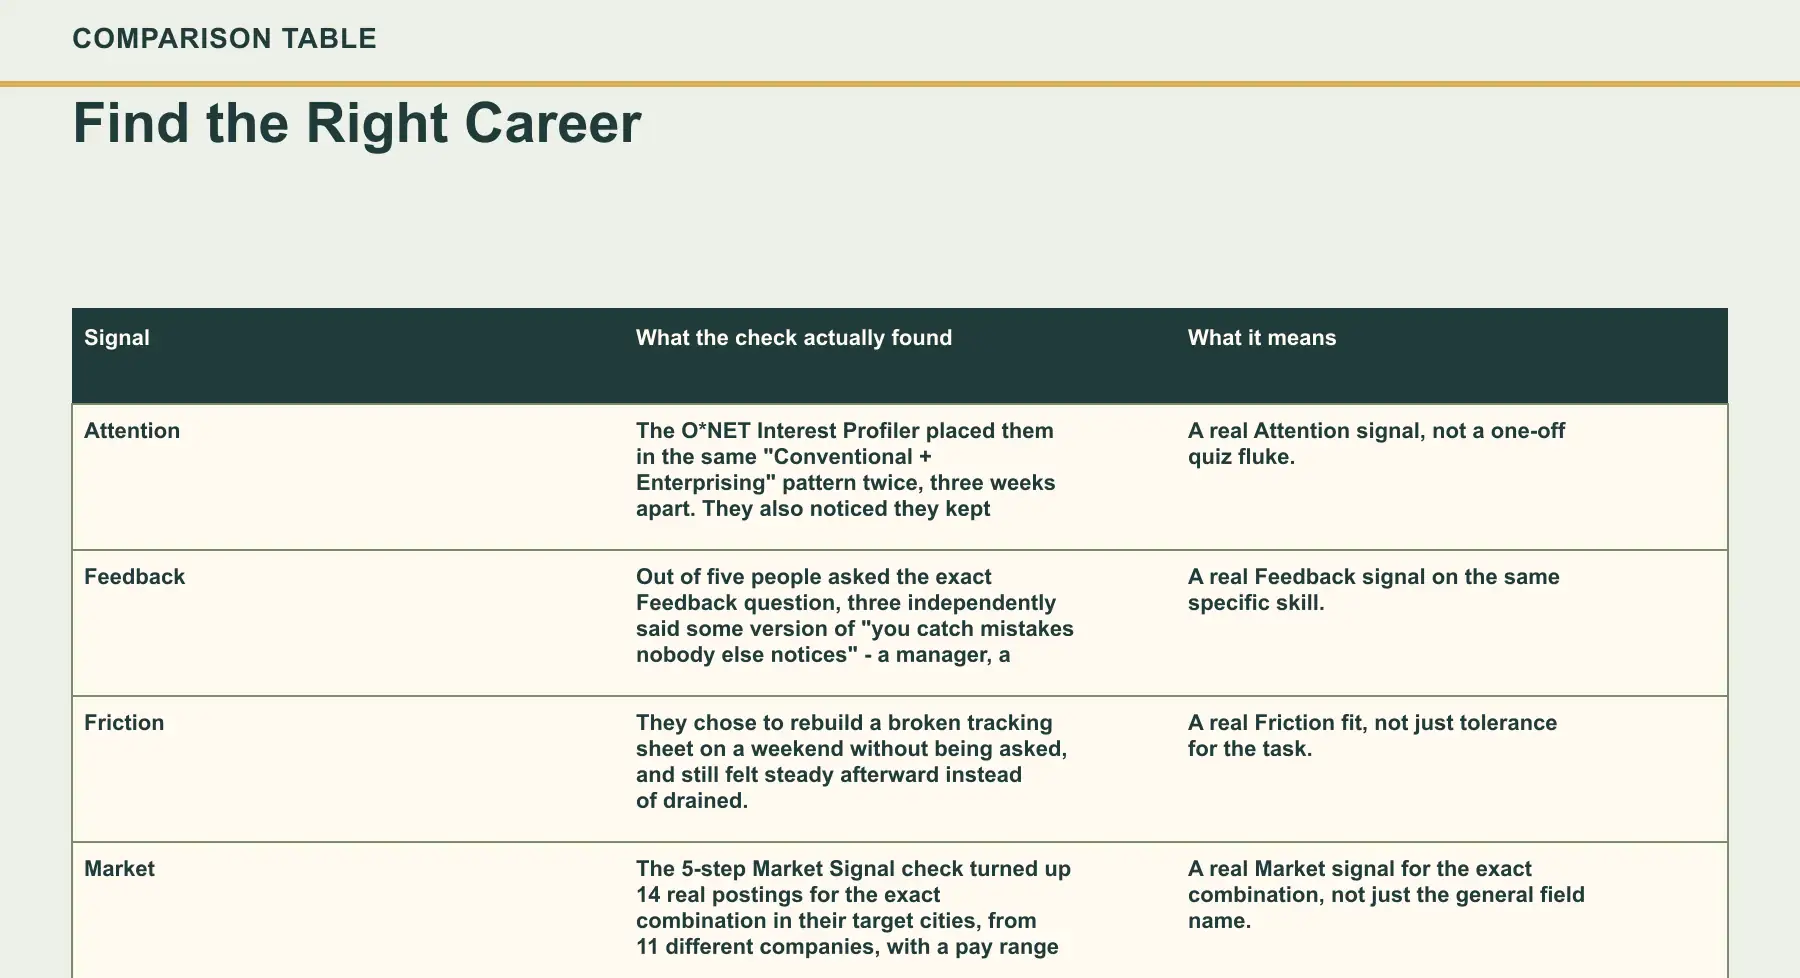 COMPARISON TABLE
Find the Right Career
Signal
What the check actually found
What it means
Attention
The O*NET Interest Profiler placed them
in the same "Conventional +
Enterprising" pattern twice, three weeks
apart. They also noticed they kept
A real Attention signal, not a one-off
quiz fluke.
Feedback
Out of five people asked the exact
Feedback question, three independently
said some version of "you catch mistakes
nobody else notices" - a manager, a
A real Feedback signal on the same
specific skill.
Friction
They chose to rebuild a broken tracking
sheet on a weekend without being asked,
and still felt steady afterward instead
of drained.
A real Friction fit, not just tolerance
for the task.
Market
The 5-step Market Signal check turned up
14 real postings for the exact
combination in their target cities, from
11 different companies, with a pay range
A real Market signal for the exact
combination, not just the general field
name.